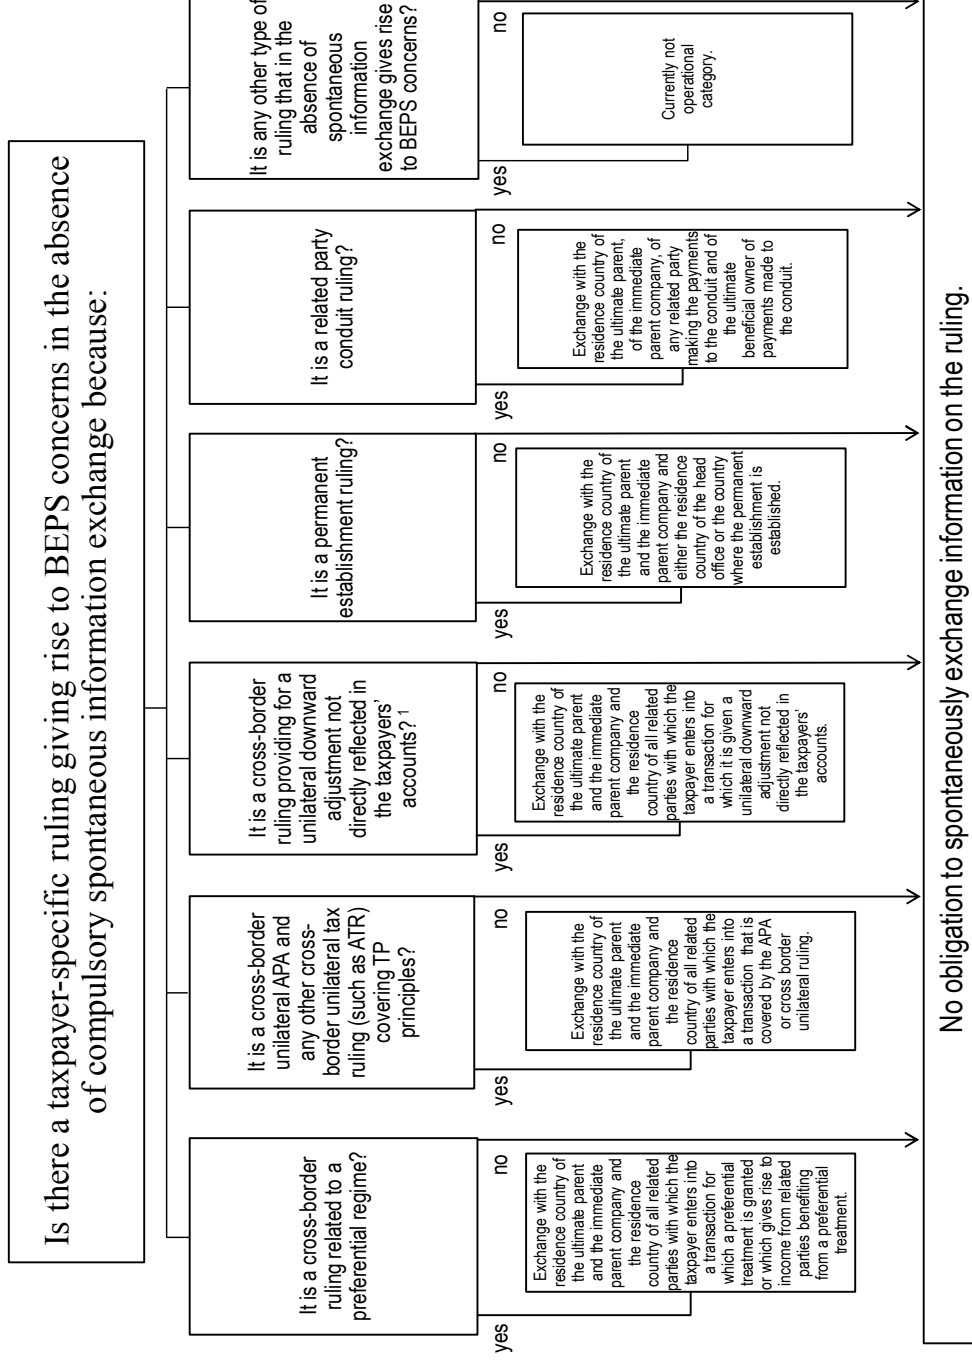 Is there a taxpayer-specific ruling giving rise to BEPS concerns in the absence
of compulsory spontaneous information exchange because:
It is a cross-border
ruling related to a
preferential regime?
yes
no
Exchange with the
residence country of
the ultimate parent
and the immediate
parent company and
the residence
country of all related
parties with which the
taxpayer enters into
a transaction for
which a preferential
treatment is granted
or which gives rise to
income from related
parties benefiting
from a preferential
treatment.
It is a cross-border
unilateral APA and
any other cross-
border unilateral tax
ruling (such as ATR)
covering TP
principles?
yes
no
Exchange with the
residence country of
the ultimate parent
and the immediate
parent company and
the residence
country of all related
parties with which the
taxpayer enters into
a transaction that is
covered by the APA
or cross border
unilateral ruling.
It is a cross-border
ruling providing for a
unilateral downward
adjustment not
directly reflected in
the taxpayers'
accounts? 1
yes
no
Exchange with the
residence country of
the ultimate parent
and the immediate
parent company and
the residence
country of all related
parties with which the
taxpayer enters into
a transaction for
which it is given a
unilateral downward
adjustment not
directly reflected in
the taxpayers'
accounts.
It is a permanent
establishment ruling?
yes
no
Exchange with the
residence country of
the ultimate parent
and the immediate
parent company and
either the residence
country of the head
office or the country
where the permanent
establishment is
established.
It is a related party
conduit ruling?
yes
no
Exchange with the
residence country of
the ultimate parent,
of the immediate
parent company, of
any related party
making the payments
to the conduit and of
the ultimate
beneficial owner of
payments made to
the conduit.
It is any other type of
ruling that in the
absence of
spontaneous
information
exchange gives rise
to BEPS concerns?
yes
no
Currently not
operational
category.
No obligation to spontaneously exchange information on the ruling.